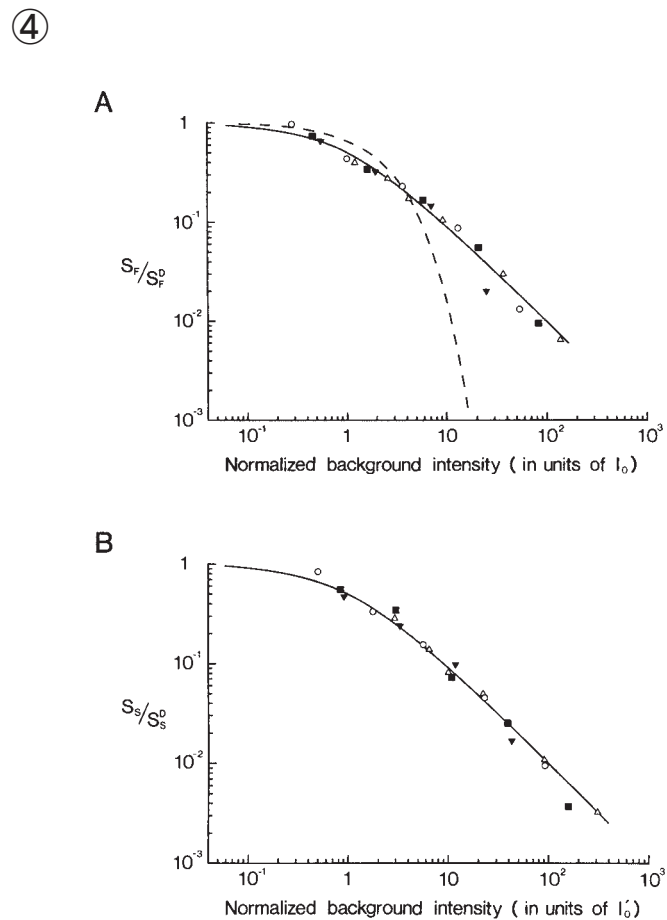 ④
A
1
10⁻¹
10⁻²
10⁻³
S_F/S_F^D
10⁻¹ 1 10 10² 10³
Normalized background intensity ( in units of I₀)
B
1
10⁻¹
10⁻²
10⁻³
S_S/S_S^D
10⁻¹ 1 10 10² 10³
Normalized background intensity ( in units of I₀′)